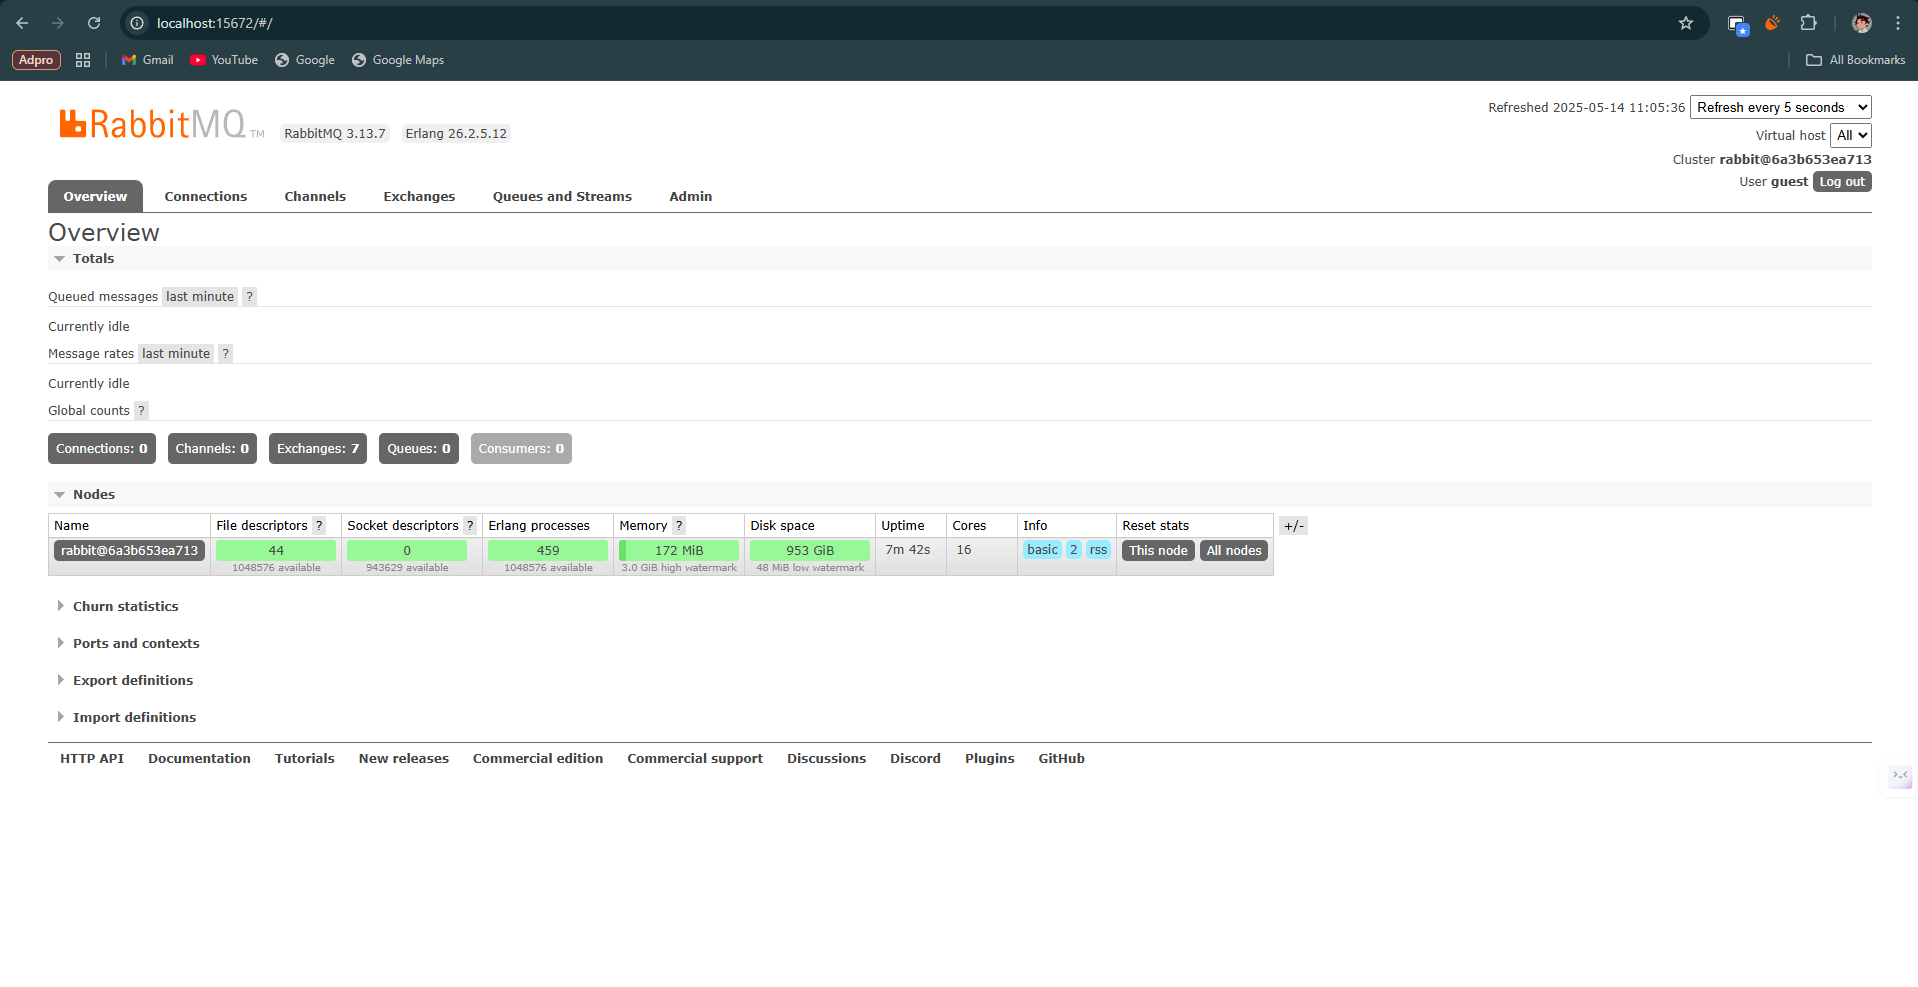 localhost:15672/#/
Adpro Gmail YouTube Google Google Maps All Bookmarks
RabbitMQ TM RabbitMQ 3.13.7 Erlang 26.2.5.12
Refreshed 2025-05-14 11:05:36 Refresh every 5 seconds
Virtual host All
Cluster rabbit@6a3b653ea713
User guest Log out
Overview Connections Channels Exchanges Queues and Streams Admin
Overview
Totals
Queued messages last minute ?
Currently idle
Message rates last minute ?
Currently idle
Global counts ?
Connections: 0 Channels: 0 Exchanges: 7 Queues: 0 Consumers: 0
Nodes
Name File descriptors ? Socket descriptors ? Erlang processes Memory ? Disk space Uptime Cores Info Reset stats +/-
rabbit@6a3b653ea713 44 0 459 172 MiB 953 GiB 7m 42s 16 basic 2 rss This node All nodes
1048576 available 943629 available 1048576 available 3.0 GiB high watermark 48 MiB low watermark
Churn statistics
Ports and contexts
Export definitions
Import definitions
HTTP API Documentation Tutorials New releases Commercial edition Commercial support Discussions Discord Plugins GitHub